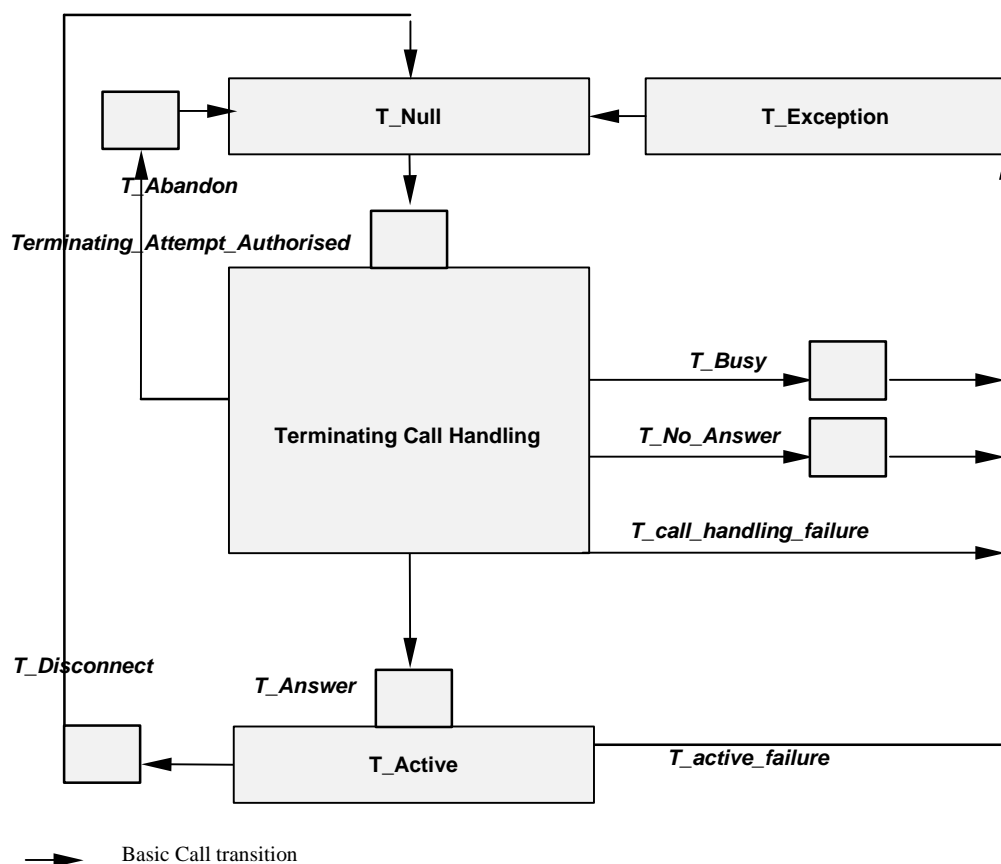 T_Null
T_Exception
T_Abandon
Terminating_Attempt_Authorised
T_Busy
Terminating Call Handling
T_No_Answer
T_call_handling_failure
T_Disconnect
T_Answer
T_Active
T_active_failure
Basic Call transition